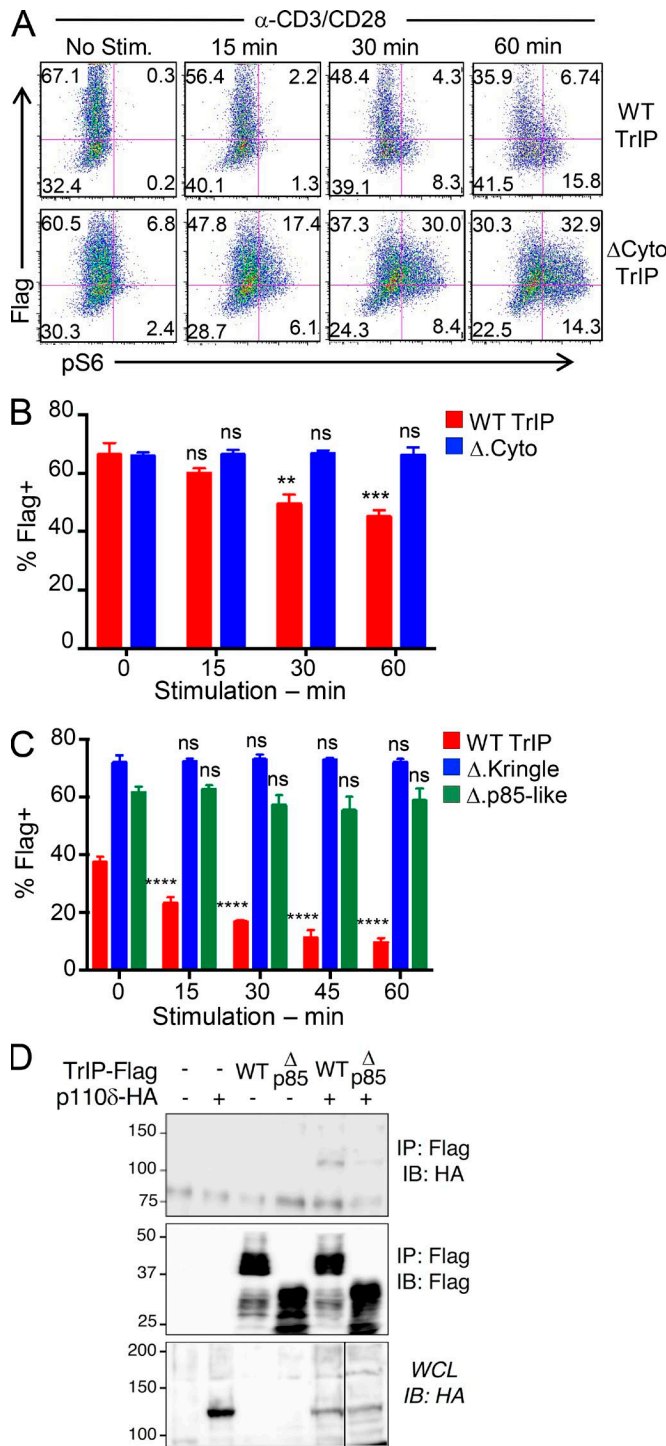 A
α-CD3/CD28
No Stim. 15 min 30 min 60 min
67.1 0.3 56.4 2.2 48.4 4.3 35.9 6.74
WT
TrIP
32.4 0.2 40.1 1.3 39.1 8.3 41.5 15.8
60.5 6.8 47.8 17.4 37.3 30.0 30.3 32.9
ΔCyto
TrIP
30.3 2.4 28.7 6.1 24.3 8.4 22.5 14.3
Flag
pS6
B
80
60
40
20
0
% Flag+
ns ns ns ** ns *** ns
WT TrIP
Δ.Cyto
0 15 30 60
Stimulation – min
C
80
60
40
20
0
% Flag+
**** ns ns **** ns ns **** ns ns **** ns ns
WT TrIP
Δ.Kringle
Δ.p85-like
0 15 30 45 60
Stimulation – min
D
TrIP-Flag - - WT Δ p85 WT Δ p85
p110δ-HA - + - - + +
150
100
75
IP: Flag
IB: HA
50
37
25
IP: Flag
IB: Flag
200
150
100
WCL
IB: HA